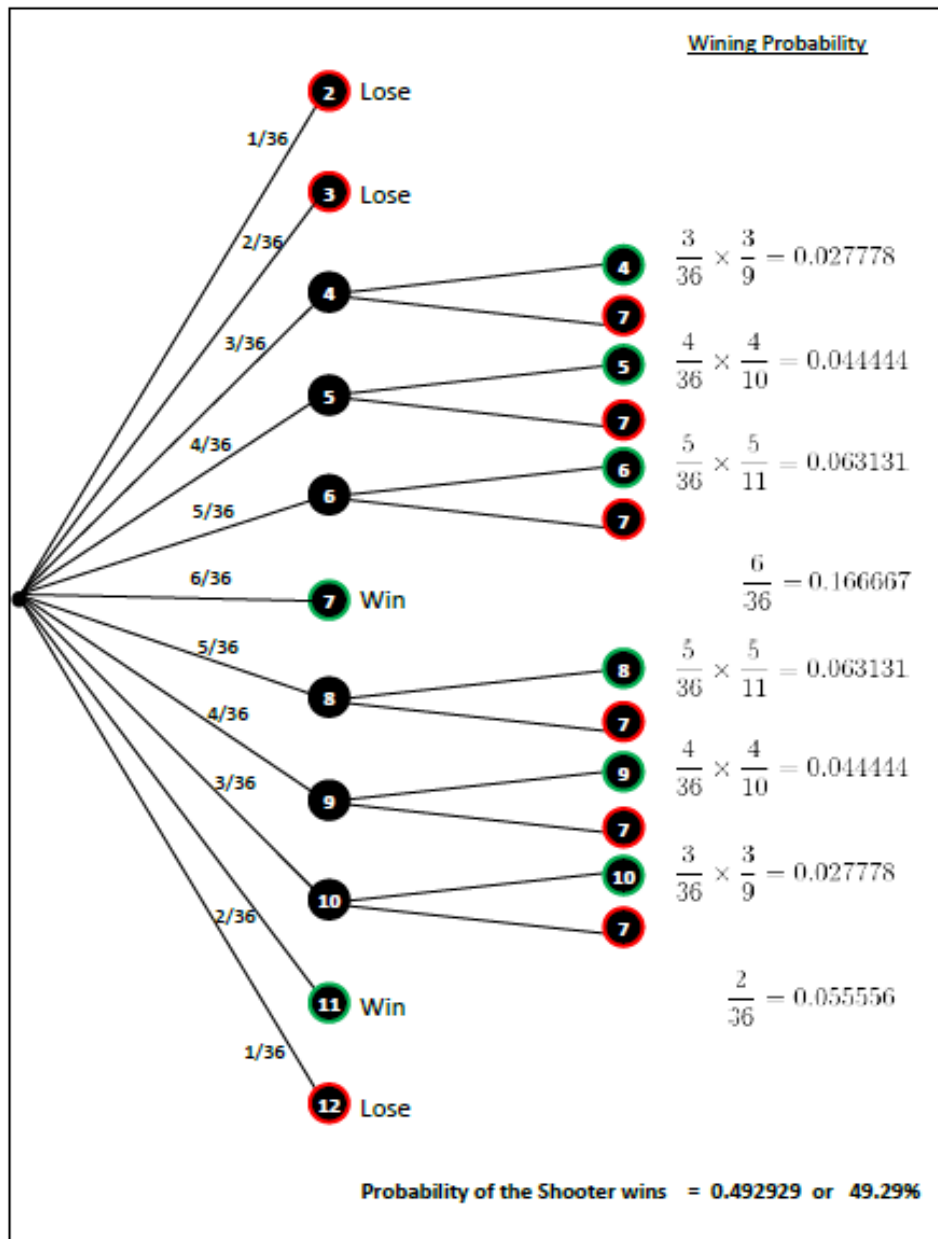 Wining Probability
2 Lose
1/36
3 Lose
2/36
4 3/36 × 3/9 = 0.027778
4
7
3/36
5 4/36 × 4/10 = 0.044444
5
7
4/36
6 5/36 × 5/11 = 0.063131
6
5/36
7
6/36
7 Win 6/36 = 0.166667
5/36
8 5/36 × 5/11 = 0.063131
8
7
4/36
9 4/36 × 4/10 = 0.044444
3/36
9
7
10 3/36 × 3/9 = 0.027778
10
7
2/36
11 Win 2/36 = 0.055556
1/36
12 Lose
Probability of the Shooter wins = 0.492929 or 49.29%